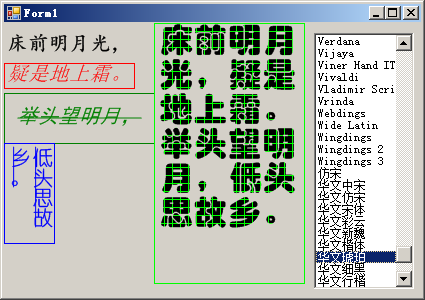 Form1
床前明月光，
疑是地上霜。
举头望明月，
低头思故
乡。
床前明月
光，疑是
地上霜。
举头望明
月，低头
思故乡。
Verdana
Vijaya
Viner Hand IT
Vivaldi
Vladimir Scri
Vrinda
Webdings
Wide Latin
Wingdings
Wingdings 2
Wingdings 3
仿宋
华文中宋
华文仿宋
华文宋体
华文彩云
华文新魏
华文楷体
华文琥珀
华文细黑
华文行楷